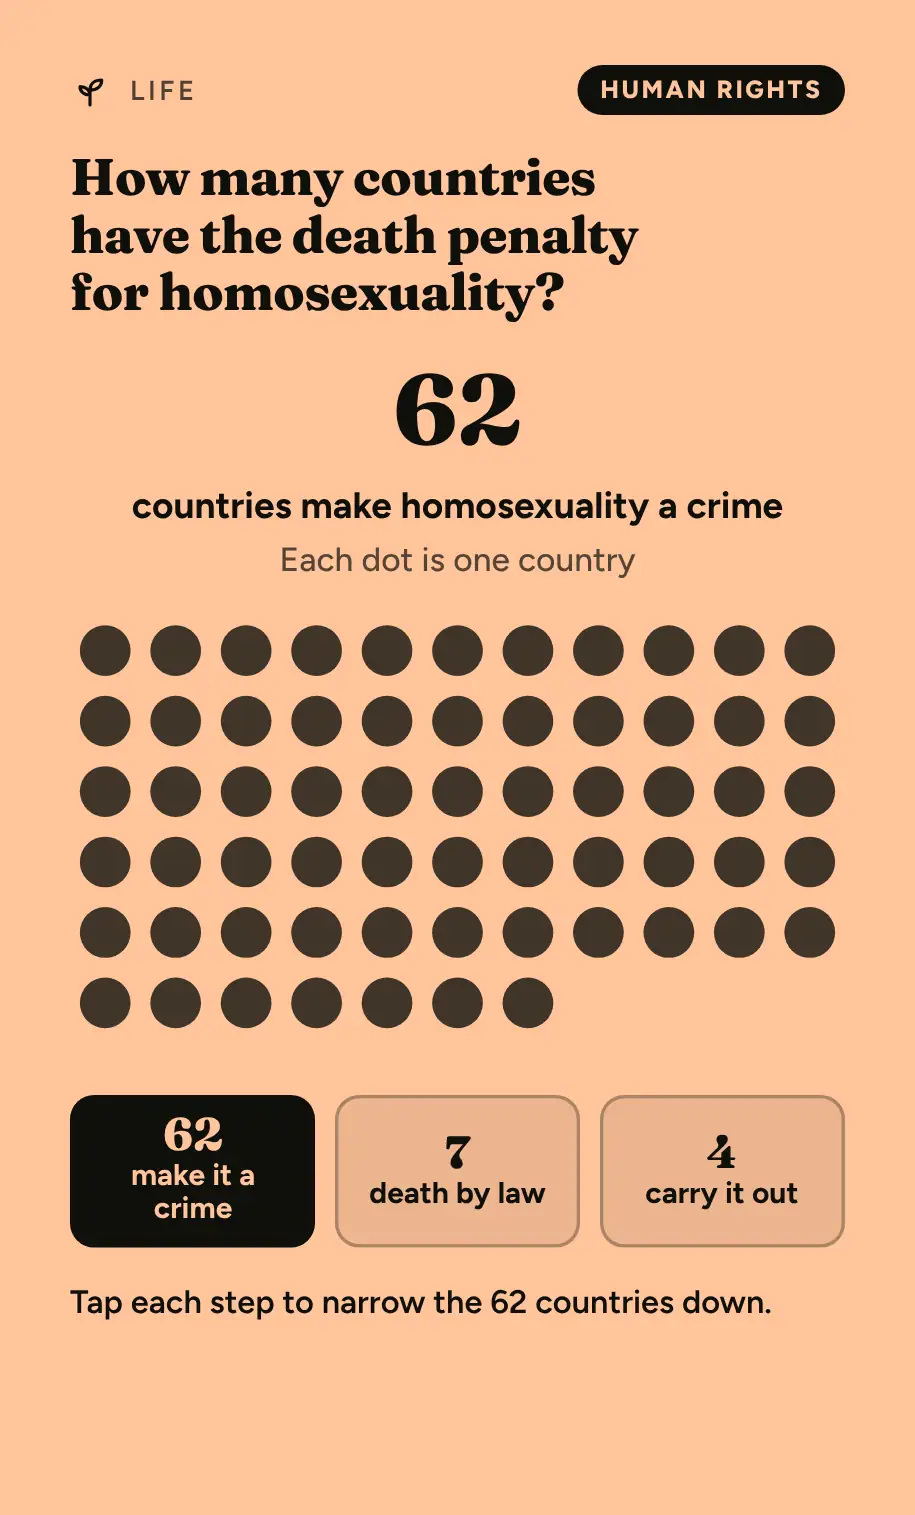 LIFE
HUMAN RIGHTS
How many countries
have the death penalty
for homosexuality?
62
countries make homosexuality a crime
Each dot is one country
62
make it a
crime
7
death by law
4
carry it out
Tap each step to narrow the 62 countries down.